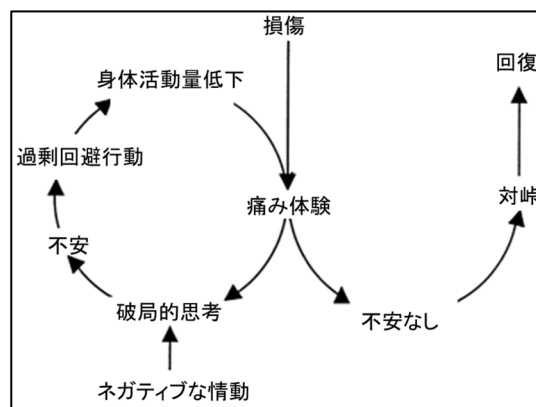 損傷
回復
身体活動量低下
過剰回避行動
痛み体験
対峠
不安
破局的思考
不安なし
ネガティブな情動